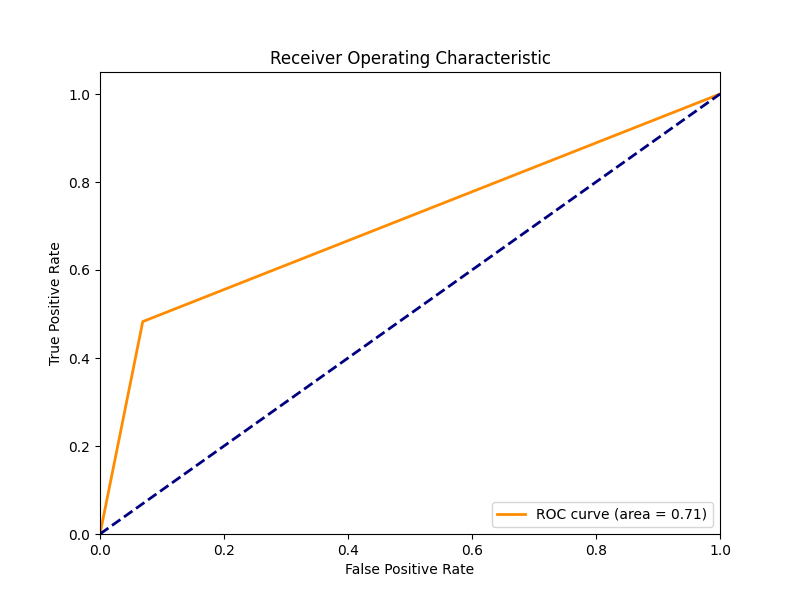 Receiver Operating Characteristic
True Positive Rate
1.0
0.8
0.6
0.4
0.2
0.0
ROC curve (area = 0.71)
0.0 0.2 0.4 0.6 0.8 1.0
False Positive Rate